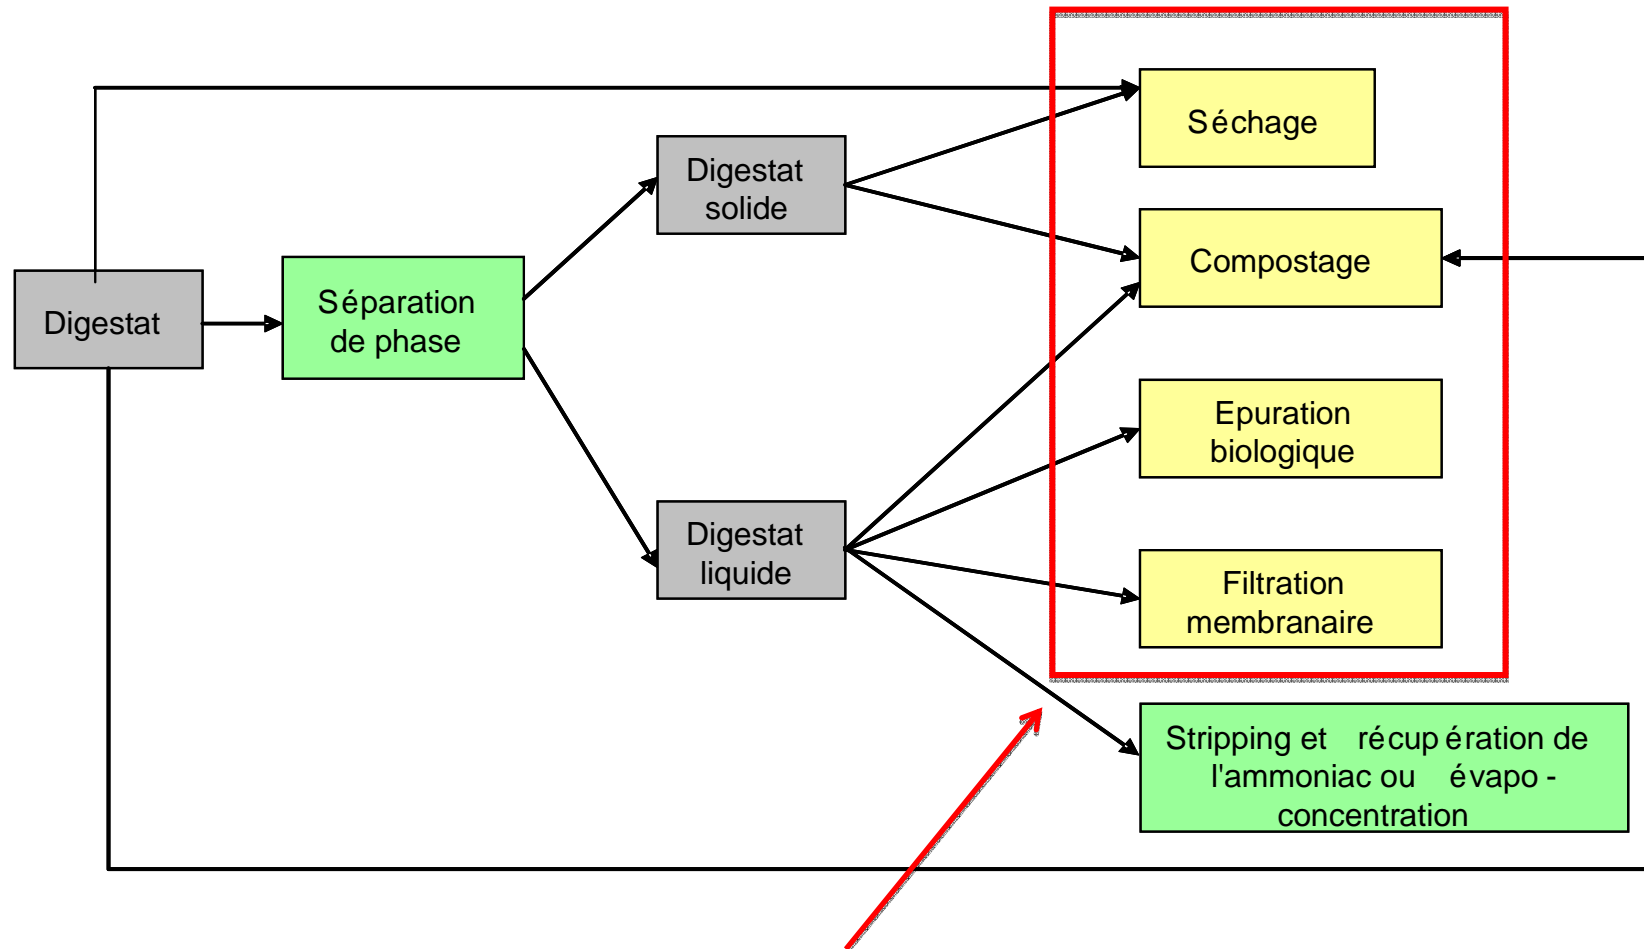 Séchage
Digestat
solide
Compostage
Digestat
Séparation
de phase
Epuration
biologique
Digestat
liquide
Filtration
membranaire
Stripping et récupération de
l'ammoniac ou évapo -
concentration